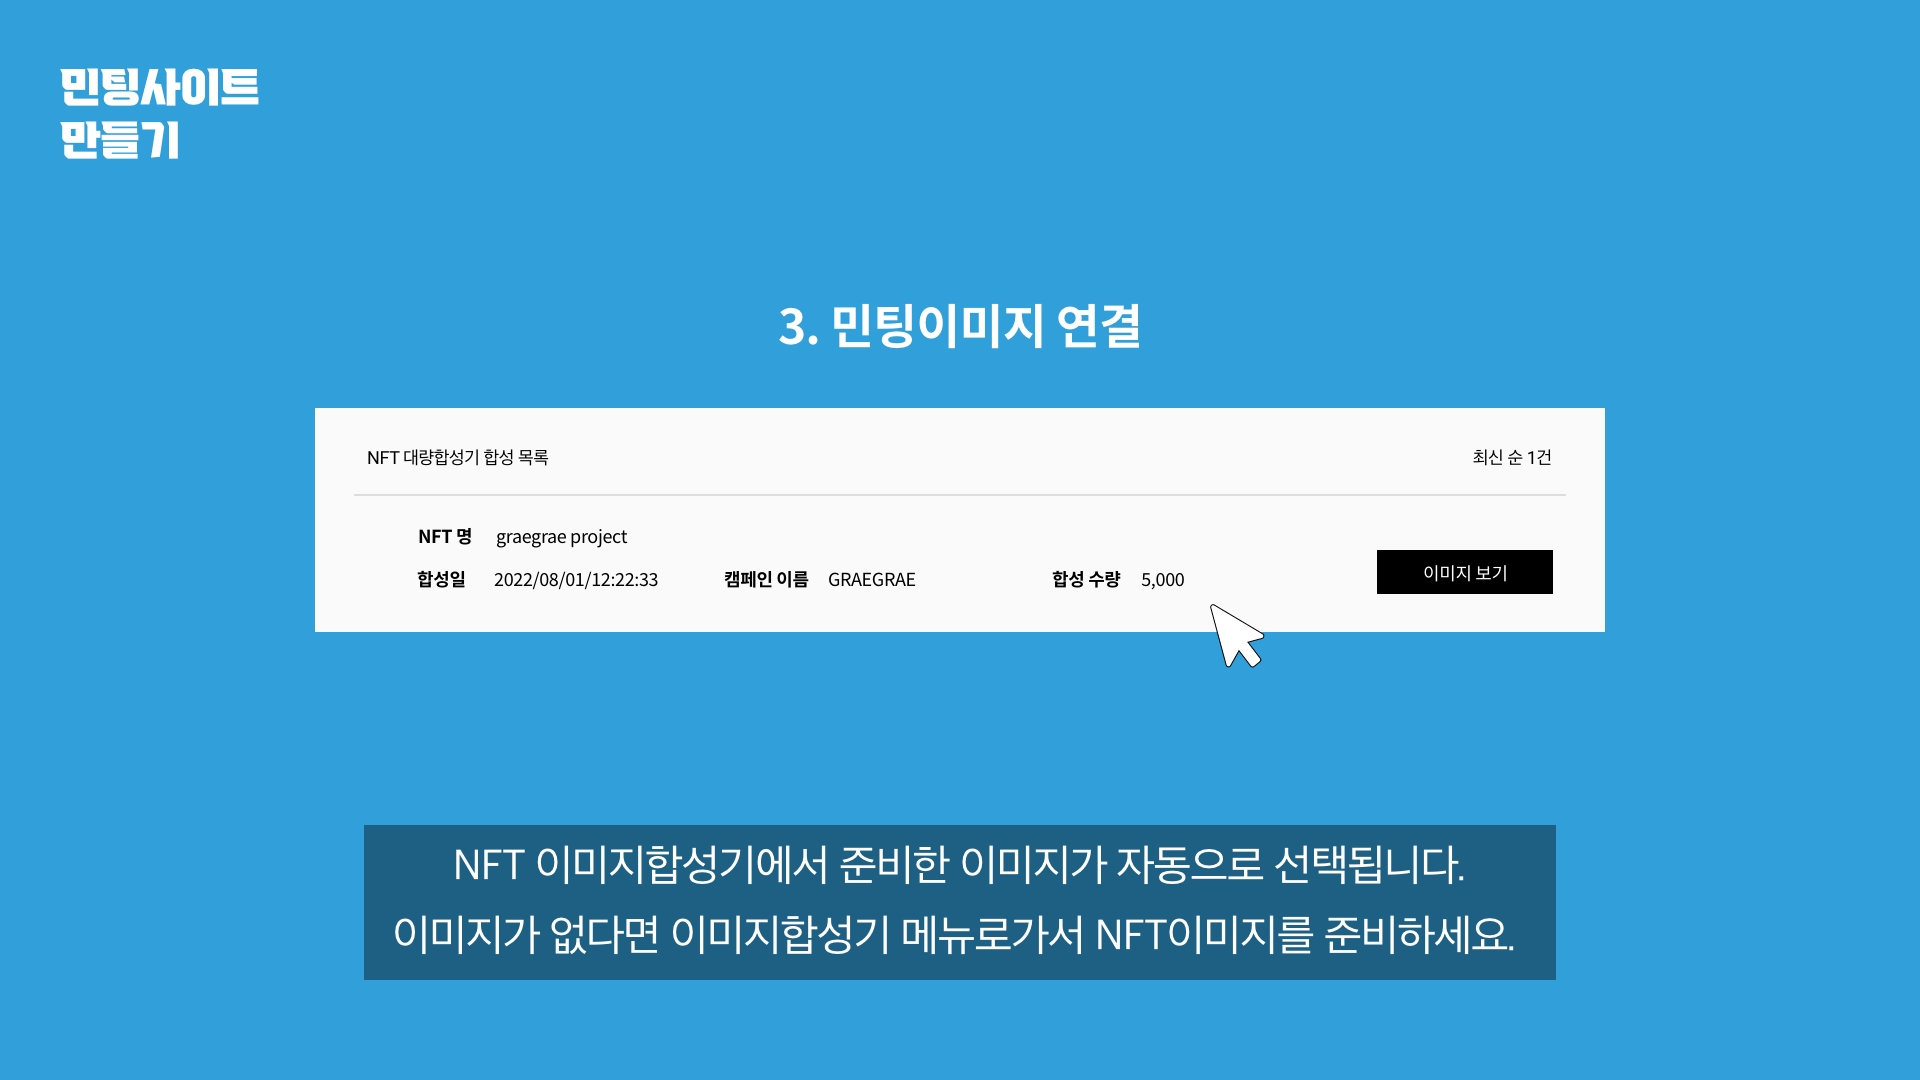 민팅사이트
만들기
3. 민팅이미지 연결
NFT 대량합성기 합성 목록
최신 순 1건
NFT 명 graegrae project
합성일 2022/08/01/12:22:33 캠페인 이름 GRAEGRAE 합성 수량 5,000
이미지 보기
NFT 이미지합성기에서 준비한 이미지가 자동으로 선택됩니다.
이미지가 없다면 이미지합성기 메뉴로가서 NFT이미지를 준비하세요.